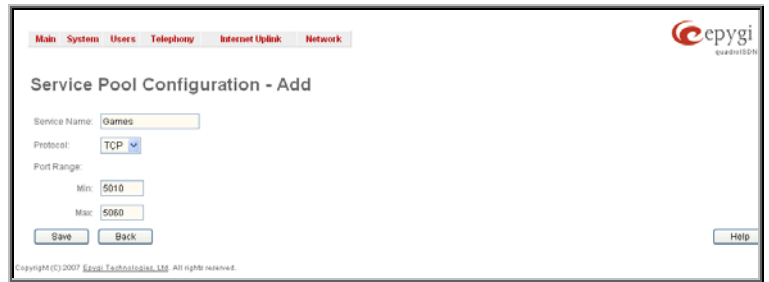 epygi
quadroISDN
Main System Users Telephony Internet Uplink Network
Service Pool Configuration - Add
Service Name: Games
Protocol: TCP
Port Range:
Min: 5010
Max: 5060
Save Back Help
Copyright (C) 2007 Epygi Technologies, Ltd. All rights reserved.